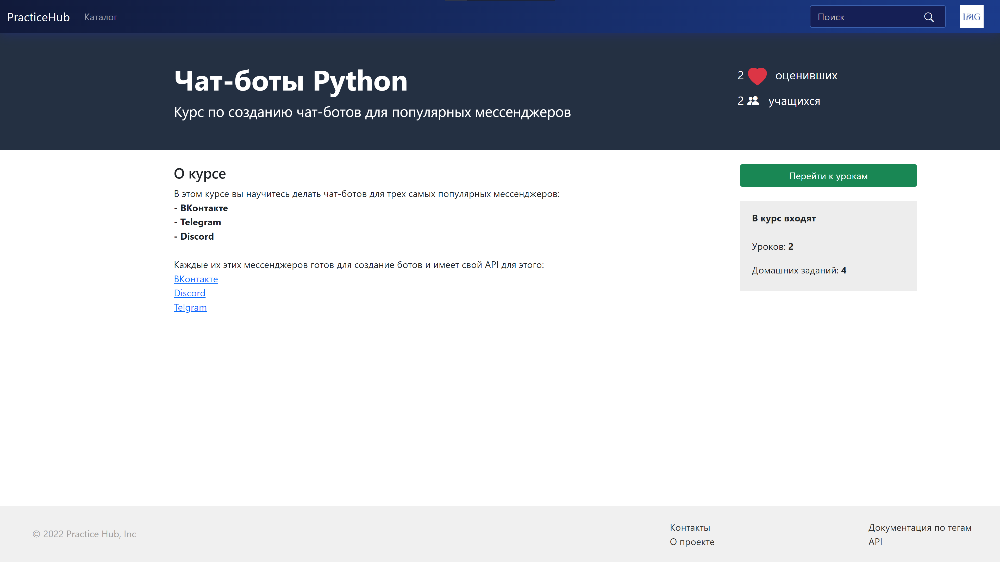 PracticeHub
Каталог
Поиск
IMG
Чат-боты Python
Курс по созданию чат-ботов для популярных мессенджеров
2 оценивших
2 учащихся
О курсе
В этом курсе вы научитесь делать чат-ботов для трех самых популярных мессенджеров:
- ВКонтакте
- Telegram
- Discord
Каждые их этих мессенджеров готов для создание ботов и имеет свой API для этого:
ВКонтакте
Discord
Telgram
Перейти к урокам
В курс входят
Уроков: 2
Домашних заданий: 4
© 2022 Practice Hub, Inc
Контакты
О проекте
Документация по тегам
API